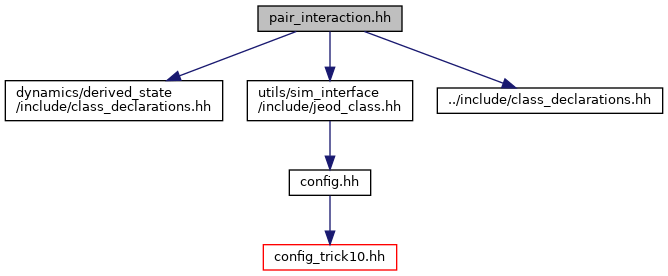 pair_interaction.hh
dynamics/derived_state
/include/class_declarations.hh
utils/sim_interface
/include/jeod_class.hh
../include/class_declarations.hh
config.hh
config_trick10.hh